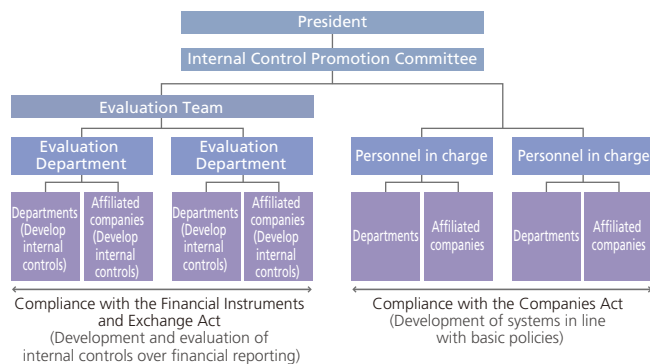 President
Internal Control Promotion Committee
Evaluation Team
Evaluation
Department
Evaluation
Department
Personnel in charge
Personnel in charge
Departments
(Develop
internal
controls)
Affiliated
companies
(Develop
internal
controls)
Departments
(Develop
internal
controls)
Affiliated
companies
(Develop
internal
controls)
Departments
Affiliated
companies
Departments
Affiliated
companies
Compliance with the Financial Instruments
and Exchange Act
(Development and evaluation of
internal controls over financial reporting)
Compliance with the Companies Act
(Development of systems in line
with basic policies)